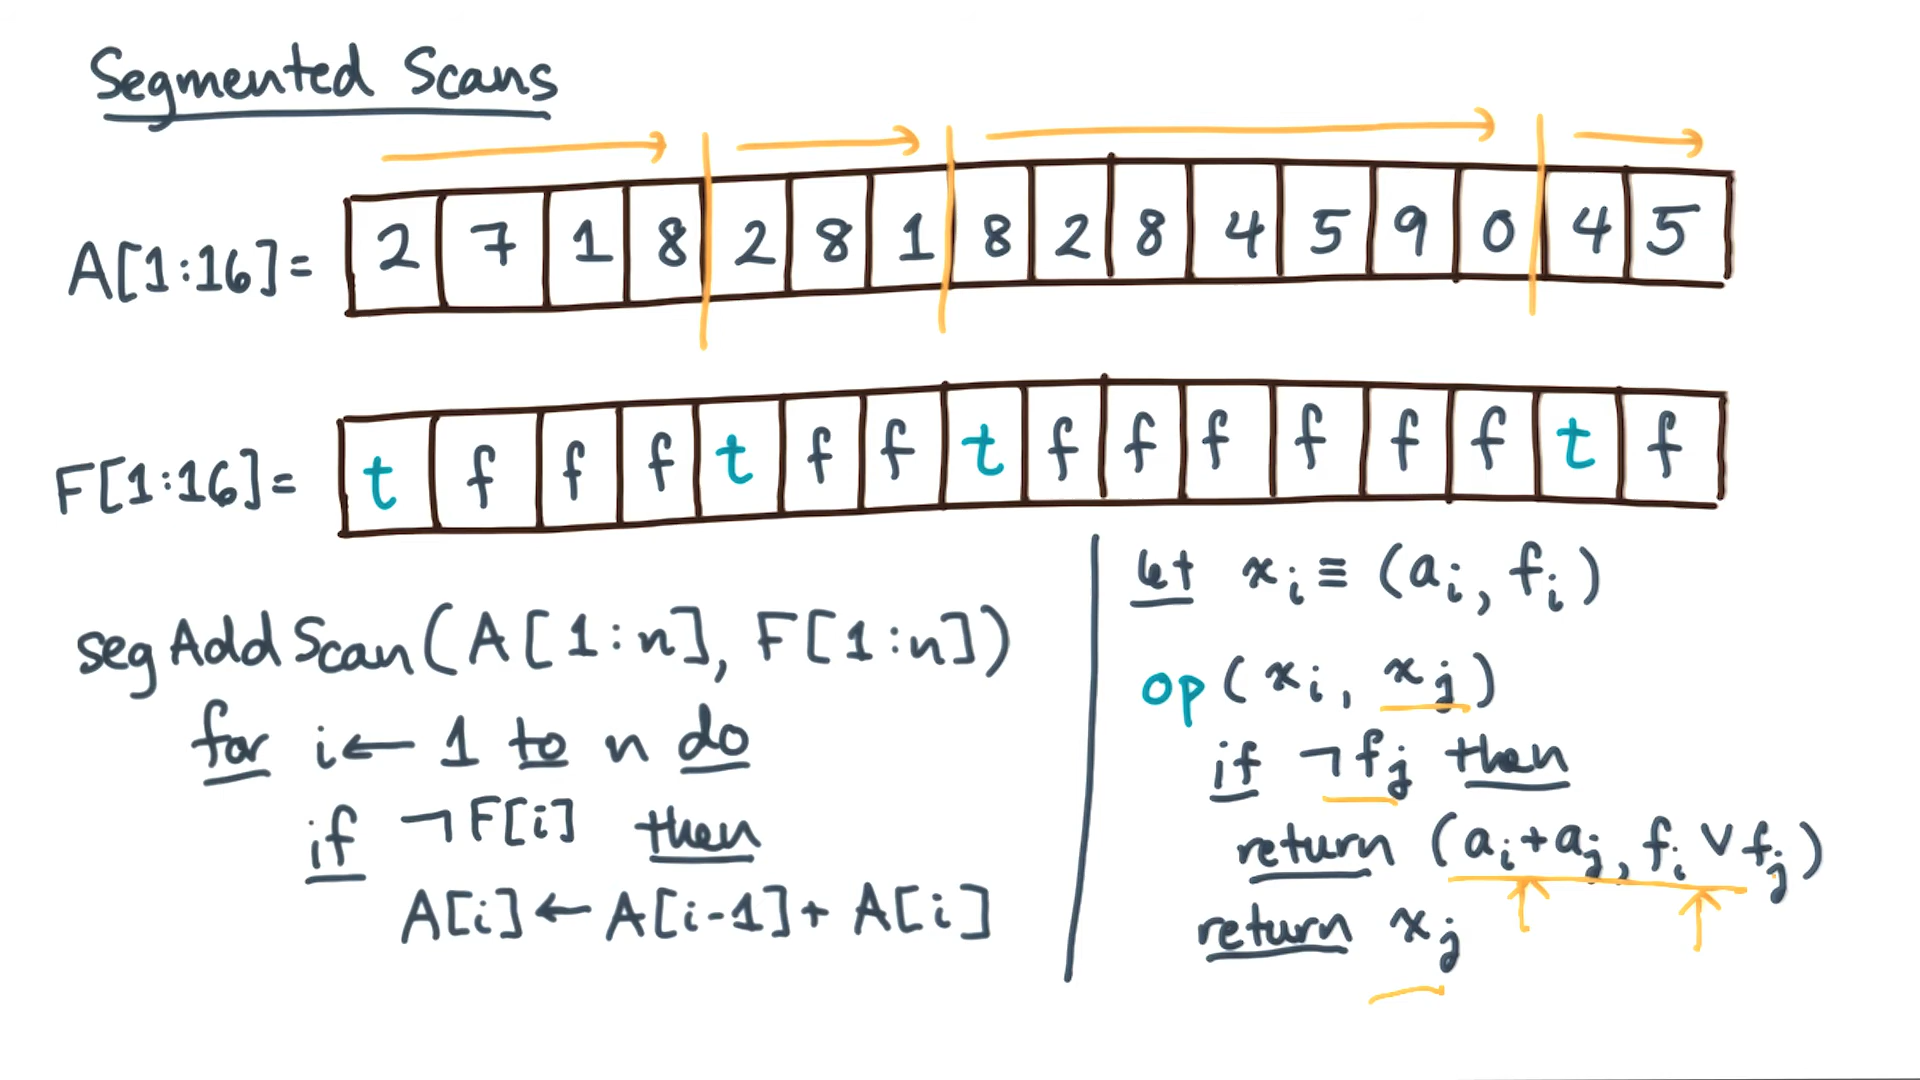 Segmented Scans
A[1:16]= 2 7 1 8 2 8 1 8 2 8 4 5 9 0 4 5
F[1:16]= t f f f t f f t f f f f f f t f
segAddScan(A[1:n], F[1:n])
for i← 1 to n do
if ¬F[i] then
A[i]← A[i-1]+ A[i]
let xᵢ ≡ (aᵢ, fᵢ)
op(xᵢ, xⱼ)
if ¬fⱼ then
return (aᵢ+aⱼ, fᵢ ∨ fⱼ)
return xⱼ